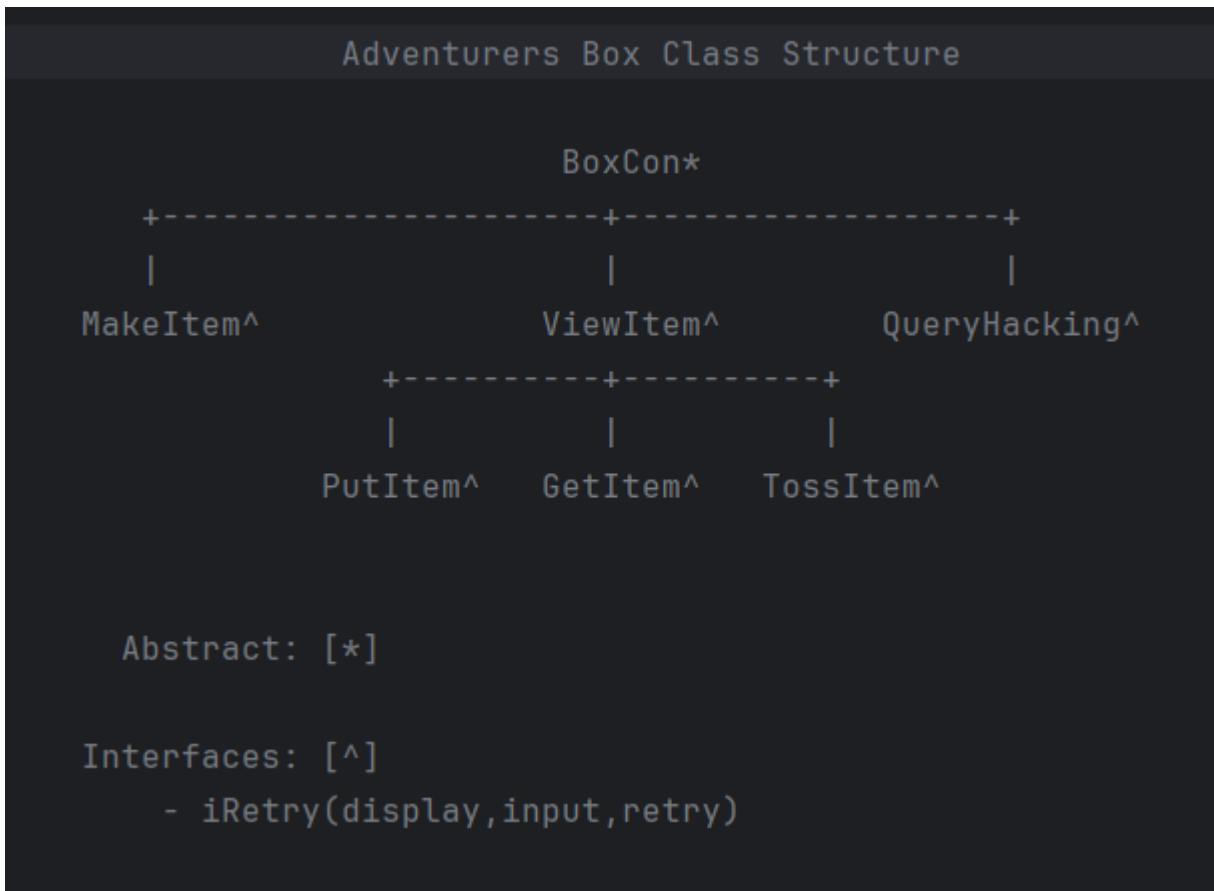 Adventurers Box Class Structure
BoxCon*
+----------------------+-------------------+
|                      |                   |
MakeItem^              ViewItem^        QueryHacking^
+----------+----------+
|          |          |
PutItem^   GetItem^   TossItem^
Abstract: [*]
Interfaces: [^]
- iRetry(display,input,retry)